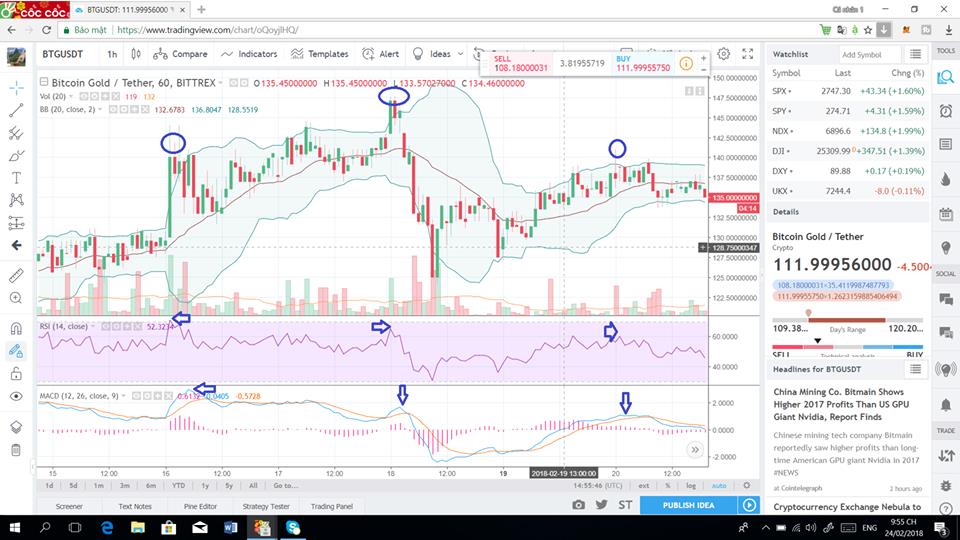 CỐC CỐC
BTGUSDT: 111.99956000
Cá nhân 1
Bảo mật
https://www.tradingview.com/chart/oQoyjlHQ/
BTGUSDT
1h
Compare
Indicators
Templates
Alert
Ideas
SELL
108.18000031
3.81955719
BUY
111.99955750
Bitcoin Gold / Tether, 60, BITTREX
O135.45000000 H135.45000000 L133.57027000 C134.46000000
Vol (20)
119 132
BB (20, close, 2)
132.6783 136.8047 128.5519
150.00000000
147.50000000
145.00000000
142.50000000
140.00000000
137.50000000
135.00000000
04:14
132.50000000
130.00000000
128.75000347
127.50000000
125.00000000
122.50000000
RSI (14, close)
52.3234
60.0000
40.0000
MACD (12, 26, close, 9)
-0.5728
2.0000
0.0000
-2.0000
15
12:00
16
12:00
17
12:00
18
12:00
19
2018-02-19 13:00:00
20
12:00
1d
5d
1m
3m
6m
YTD
1y
5y
All
Go to...
14:55:46 (UTC)
ext
%
log
auto
Screener
Text Notes
Pine Editor
Strategy Tester
Trading Panel
ST
PUBLISH IDEA
Watchlist
Add Symbol
Symbol
Last
Chg (%)
SPX
2747.30
+43.34 (+1.60%)
SPY
274.71
+4.31 (+1.59%)
NDX
6896.6
+134.8 (+1.99%)
DJI
25309.99
+347.51 (+1.39%)
DXY
89.88
+0.17 (+0.19%)
UKX
7244.4
-8.0 (-0.11%)
Details
Bitcoin Gold / Tether
Crypto
111.99956000
-4.5004
108.18000031×35.4119987487793
111.99955750×1.2623159885406494
109.38...
Day's Range
120.20...
SELL
Technical analysis
BUY
Headlines for BTGUSDT
China Mining Co. Bitmain Shows
Higher 2017 Profits Than US GPU
Giant Nvidia, Report Finds
Chinese mining tech company Bitmain
reportedly saw higher profits than long-
time American GPU giant Nvidia in 2017
#NEWS
at Cointelegraph
2 hours ago
Cryptocurrency Exchange Nebula to
TOOLS
SOCIAL
TRADE
ENG
9:55 CH
24/02/2018